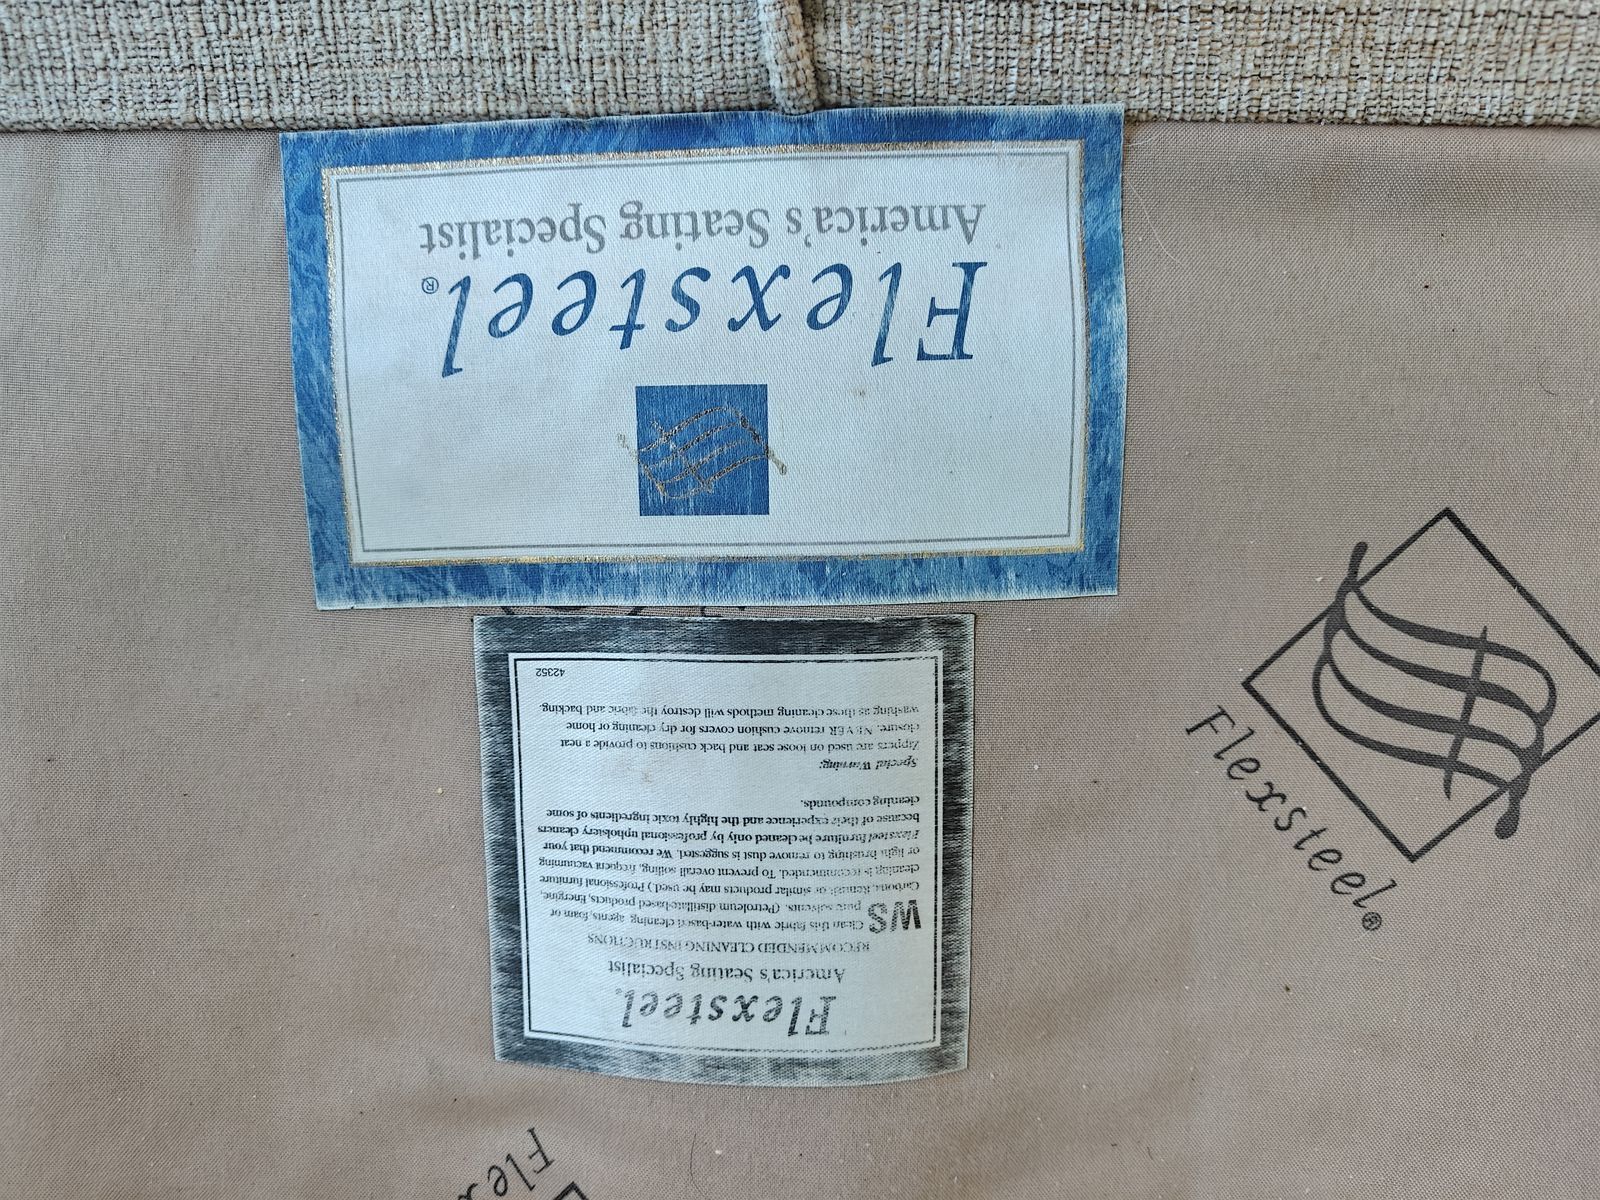 Flexsteel®
America's Seating Specialist
Flexsteel
America's Seating Specialist
RECOMMENDED CLEANING INSTRUCTIONS
WS Clean this fabric with water-based cleaning agents, foam or
pure solvents. (Petroleum distillate-based products, Energine,
Carbona, Renuzit or similar products may be used.) Professional furniture
cleaning is recommended. To prevent overall soiling, frequent vacuuming
or light brushing to remove dust is suggested. We recommend that your
Flexsteel furniture be cleaned only by professional upholstery cleaners
because of their experience and the highly toxic ingredients of some
cleaning compounds.
Special Warning:
Zippers are used on loose seat and back cushions to provide a neat
closure. NEVER remove cushion covers for dry cleaning or home
washing as these cleaning methods will destroy the fabric and backing.
42352
Flexsteel®
Flex